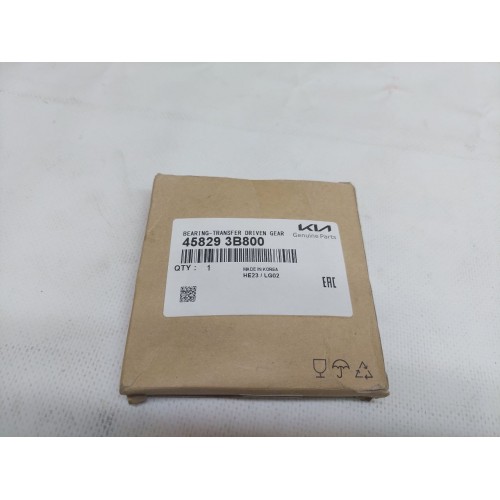 BEARING-TRANSFER DRIVEN GEAR
45829 3B800
QTY : 1
MADE IN KOREA
HE23 / LG02
KIA
Genuine Parts
EAC